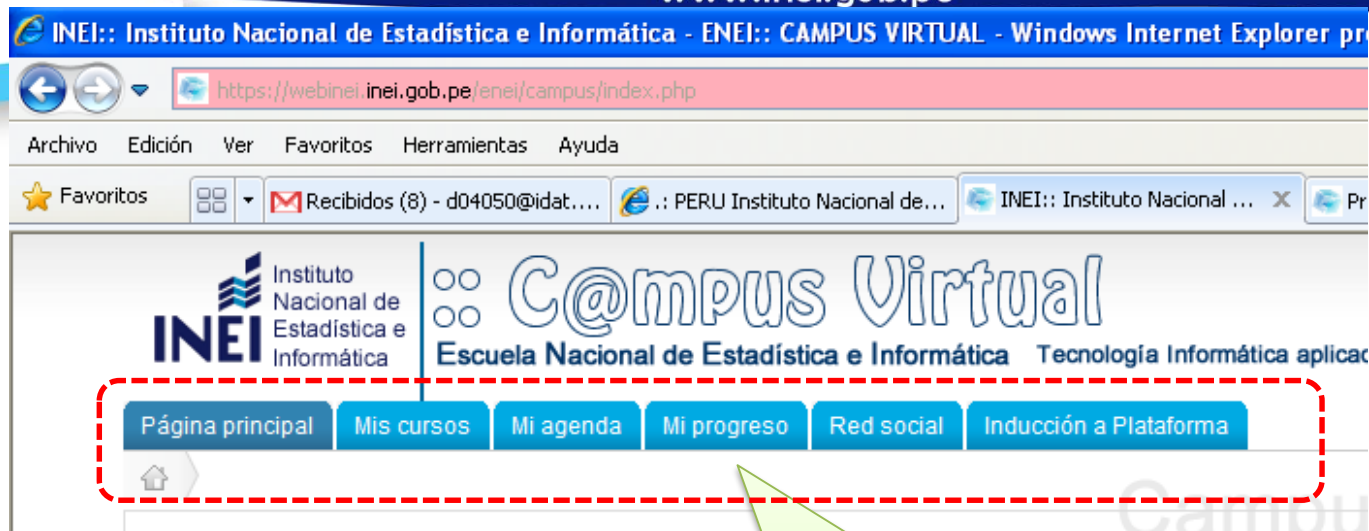 INEI:: Instituto Nacional de Estadística e Informática - ENEI:: CAMPUS VIRTUAL - Windows Internet Explorer
https://webinei.inei.gob.pe/enei/campus/index.php
Archivo Edición Ver Favoritos Herramientas Ayuda
Favoritos Recibidos (8) - d04050@idat.... .: PERU Instituto Nacional de... INEI:: Instituto Nacional ... X
INEI
Instituto
Nacional de
Estadística e
Informática
:: C@mpus Virtual
Escuela Nacional de Estadística e Informática Tecnología Informática
Página principal Mis cursos Mi agenda Mi progreso Red social Inducción a Plataforma